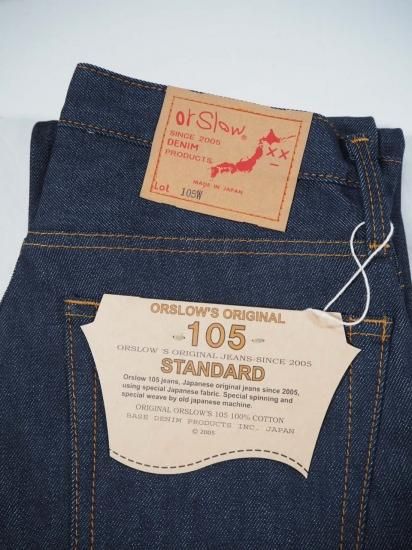 orSlow®
SINCE 2005
DENIM
PRODUCTS
MADE IN JAPAN
Lot 105W
ORSLOW'S ORIGINAL
105
ORSLOW 'S ORIGINAL JEANS·SINCE 2005
STANDARD
Orslow 105 jeans, Japanese original jeans since 2005,
using special Japanese fabric. Special spinning and
special weave by old japanese machine.
ORIGINAL ORSLOW'S 105 100% COTTON
BASE DENIM PRODUCTS INC. JAPAN
© 2005